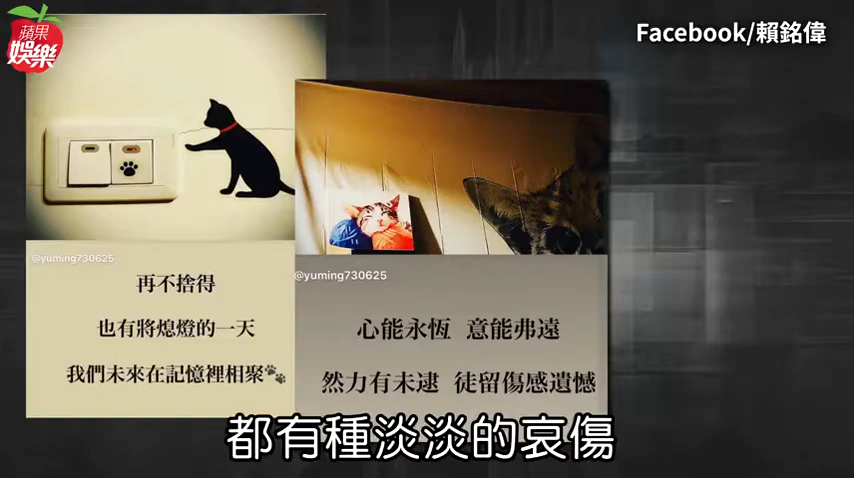 蘋果
娛樂
Facebook/賴銘偉
@yuming730625
再不捨得
也有將熄燈的一天
我們未來在記憶裡相聚
@yuming730625
心能永恆 意能弗遠
然力有未逮 徒留傷感遺憾
都有種淡淡的哀傷